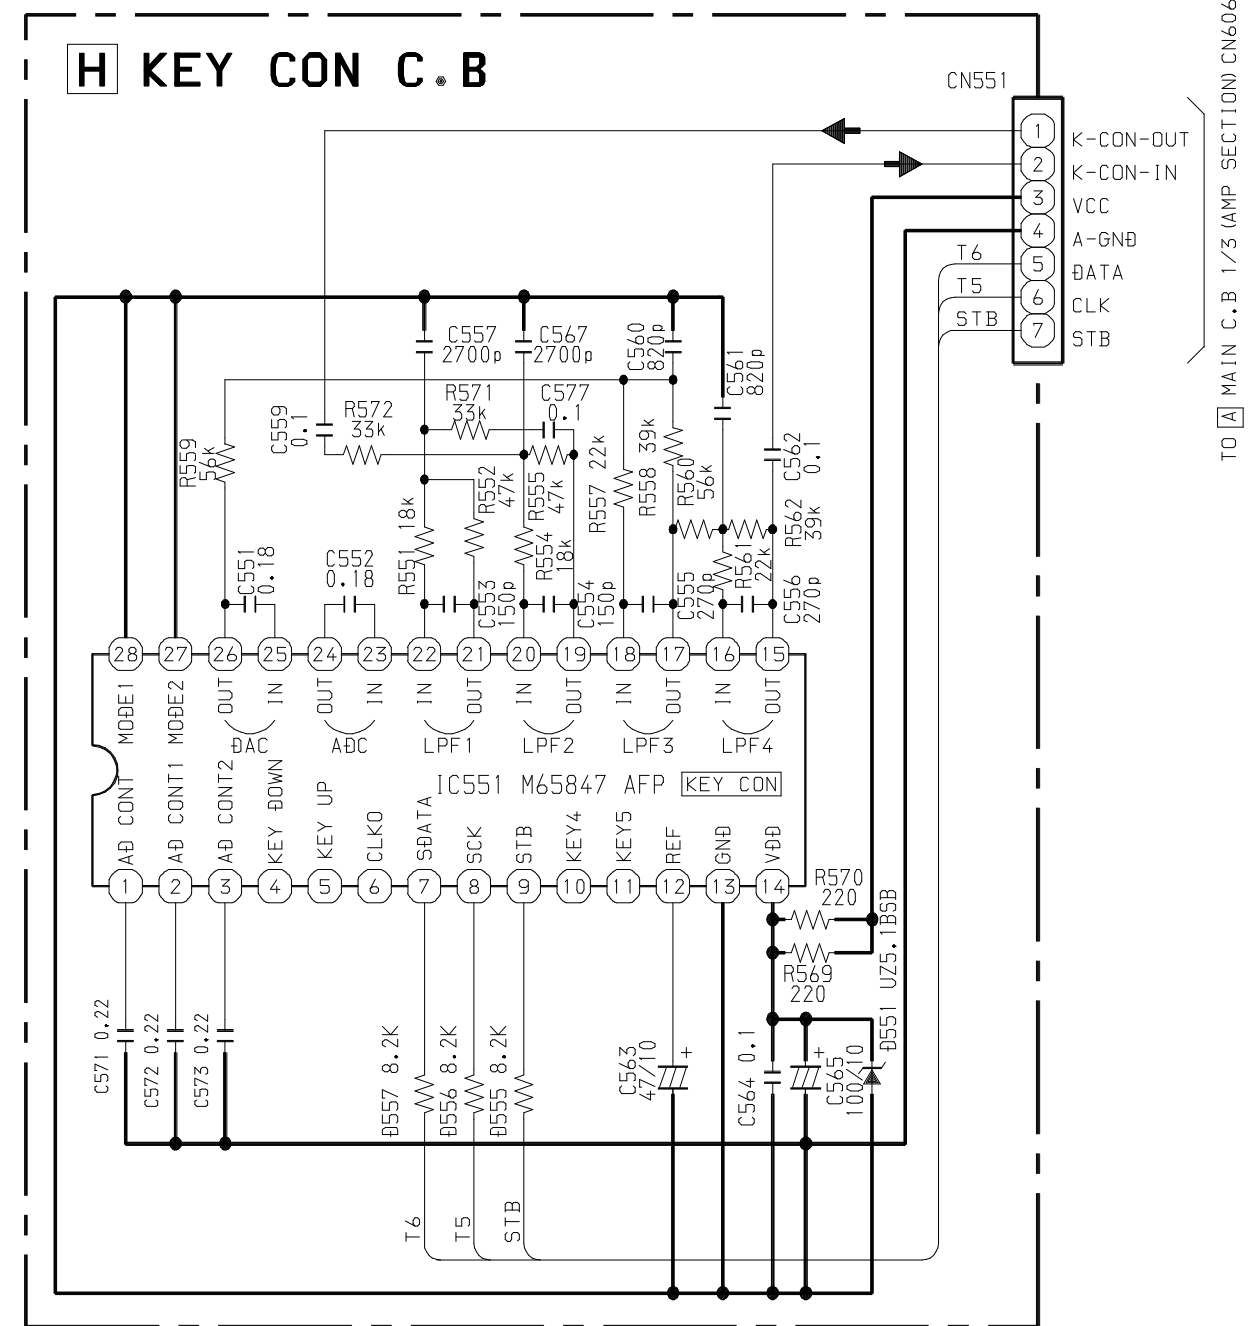 H KEY CON C.B
CN551
1 K-CON-OUT
2 K-CON-IN
3 VCC
4 A-GND
T6 5 DATA
T5 6 CLK
STB 7 STB
TO A MAIN C.B 1/3 (AMP SECTION) CN606
C557 2700p
C567 2700p
C560 820p
C561 820p
C559 0.1
R572 33k
R571 33k
C577 0.1
R559 56k
R552 47k
R555 47k
R557 22k
R558 39k
R560 56k
C562 0.1
R551 18k
R554 18k
R561 22k
R562 39k
C551 0.18
C552 0.18
C553 150p
C554 150p
C555 270p
C556 270p
28 27 26 25 24 23 22 21 20 19 18 17 16 15
MODE1 MODE2 OUT IN OUT IN IN OUT IN OUT IN OUT IN OUT
DAC ADC LPF1 LPF2 LPF3 LPF4
IC551 M65847 AFP KEY CON
AD CONT AD CONT1 AD CONT2 KEY DOWN KEY UP CLKO SDATA SCK STB KEY4 KEY5 REF GND VDD
1 2 3 4 5 6 7 8 9 10 11 12 13 14
R570 220
R569 220
D551 UZ5.1BSB
C571 0.22
C572 0.22
C573 0.22
D557 8.2K
D556 8.2K
D555 8.2K
C563 47/10
+
C564 0.1
C565 100/10
+
T6
T5
STB